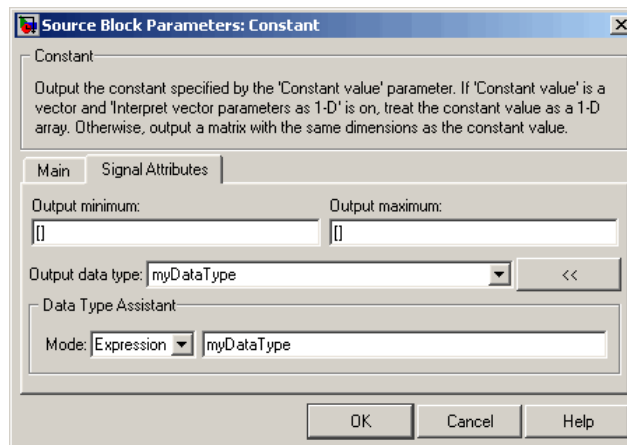 Source Block Parameters: Constant
Constant
Output the constant specified by the 'Constant value' parameter. If 'Constant value' is a
vector and 'Interpret vector parameters as 1-D' is on, treat the constant value as a 1-D
array. Otherwise, output a matrix with the same dimensions as the constant value.
Main Signal Attributes
Output minimum: Output maximum:
[] []
Output data type: myDataType <<
Data Type Assistant
Mode: Expression myDataType
OK Cancel Help